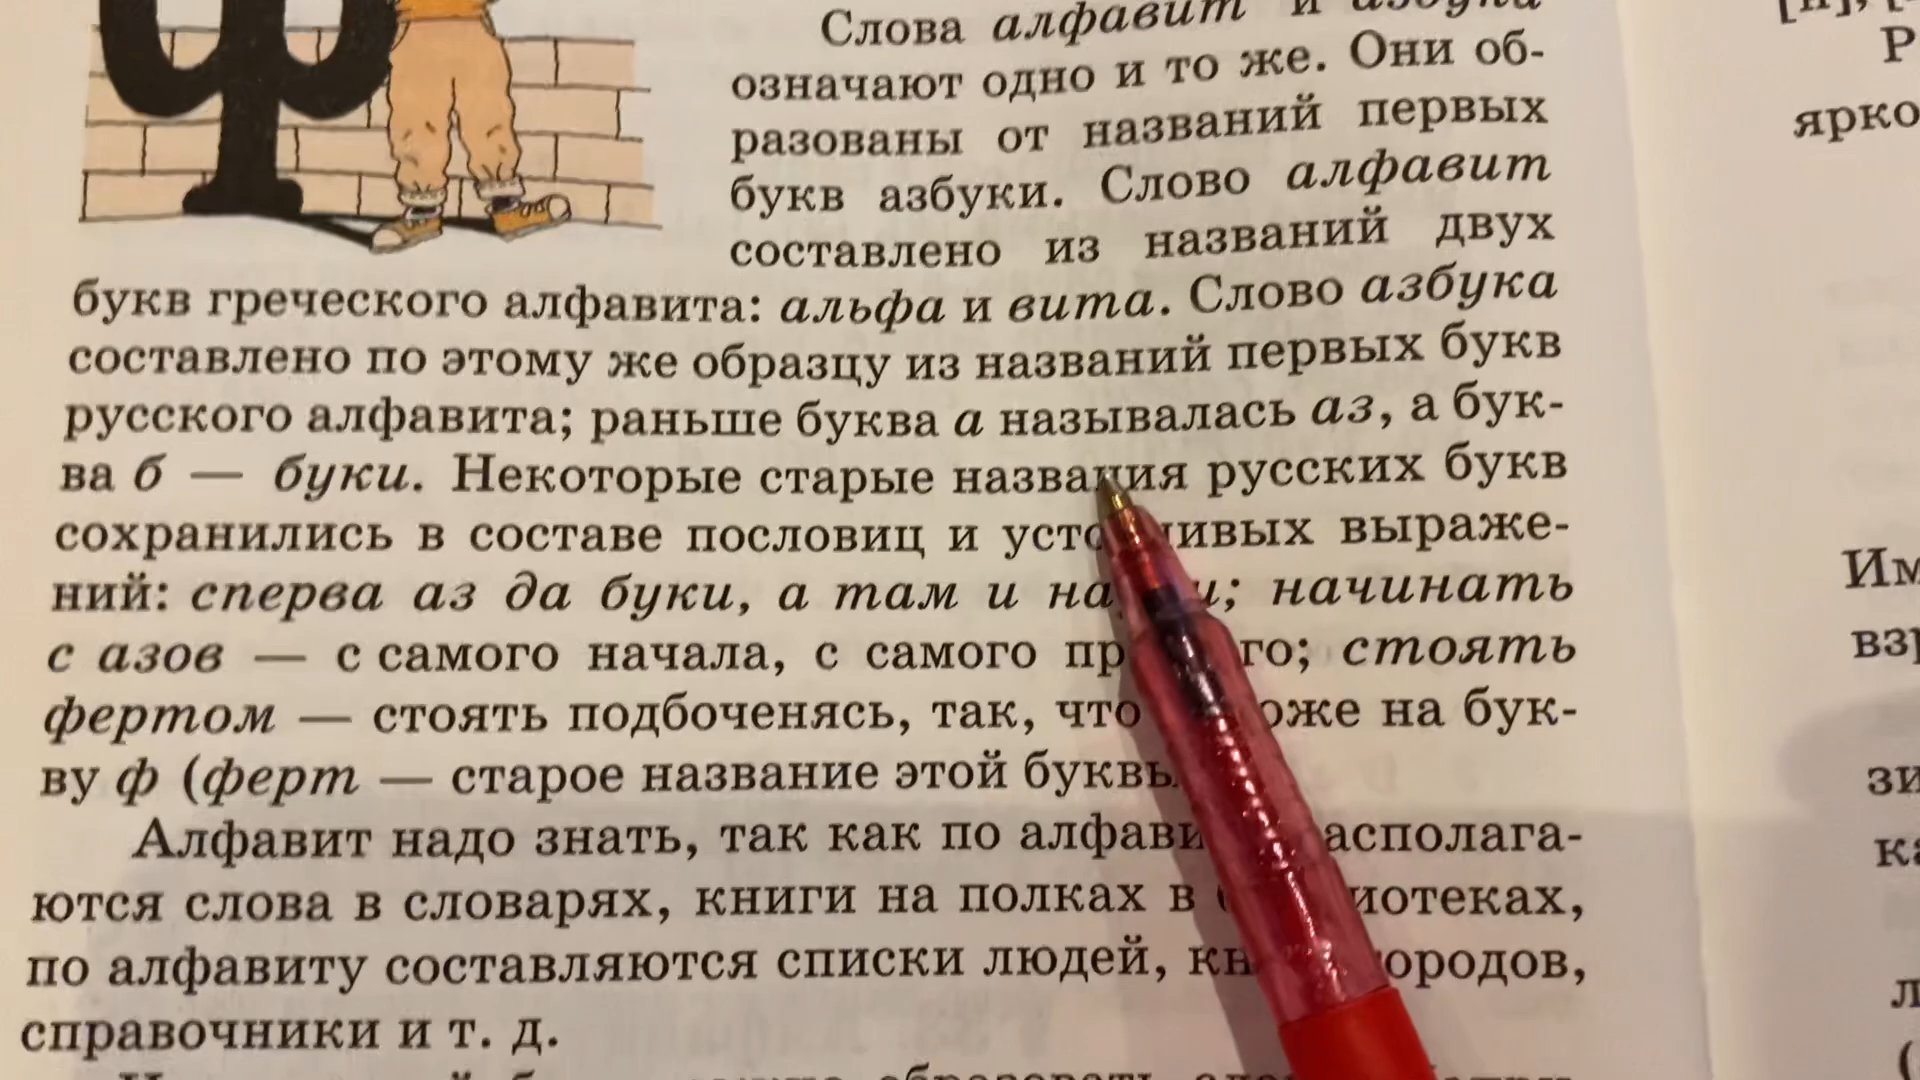 Слова алфавит и азбука
означают одно и то же. Они об-
разованы от названий первых
букв азбуки. Слово алфавит
составлено из названий двух
букв греческого алфавита: альфа и вита. Слово азбука
составлено по этому же образцу из названий первых букв
русского алфавита; раньше буква а называлась аз, а бук-
ва б — буки. Некоторые старые названия русских букв
сохранились в составе пословиц и устойчивых выраже-
ний: сперва аз да буки, а там и науки; начинать
с азов — с самого начала, с самого простого; стоять
фертом — стоять подбоченясь, так, что похоже на бук-
ву ф (ферт — старое название этой буквы
Алфавит надо знать, так как по алфавиту располага-
ются слова в словарях, книги на полках в библиотеках,
по алфавиту составляются списки людей, книг, городов,
справочники и т. д.
ярко
Им
взр
зи
ка
л